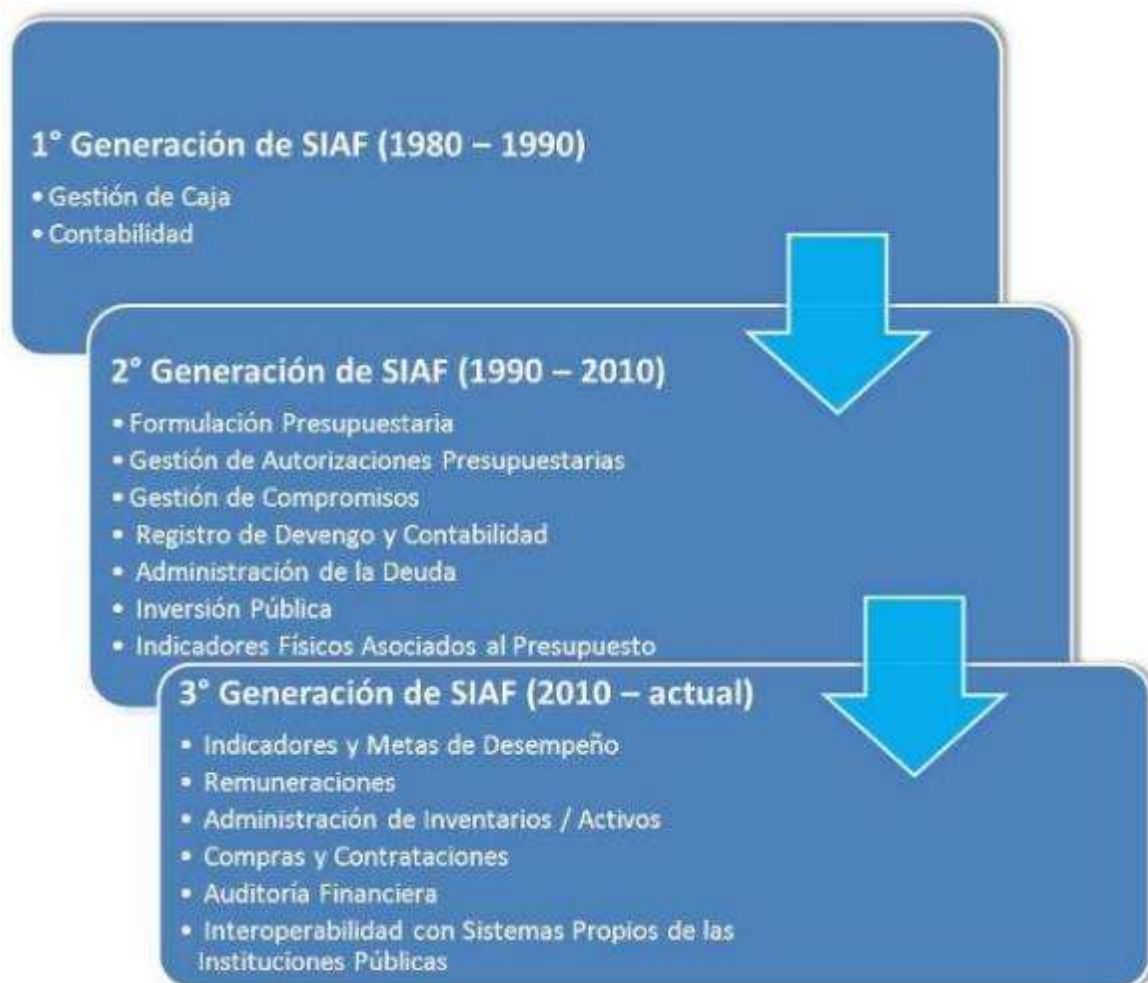 1° Generación de SIAF (1980 – 1990)
• Gestión de Caja
• Contabilidad
2° Generación de SIAF (1990 – 2010)
• Formulación Presupuestaria
• Gestión de Autorizaciones Presupuestarias
• Gestión de Compromisos
• Registro de Devengo y Contabilidad
• Administración de la Deuda
• Inversión Pública
• Indicadores Físicos Asociados al Presupuesto
3° Generación de SIAF (2010 – actual)
• Indicadores y Metas de Desempeño
• Remuneraciones
• Administración de Inventarios / Activos
• Compras y Contrataciones
• Auditoría Financiera
• Interoperabilidad con Sistemas Propios de las
Instituciones Públicas